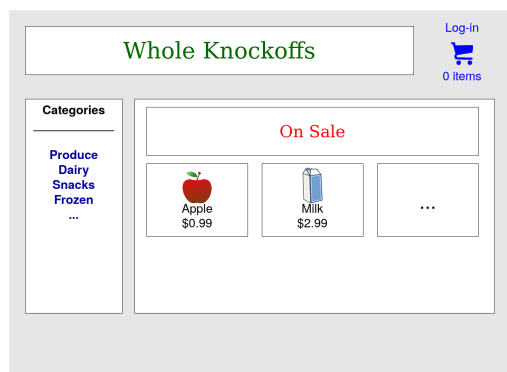 Whole Knockoffs
Log-in
0 items
Categories
Produce
Dairy
Snacks
Frozen
...
On Sale
Apple
$0.99
Milk
$2.99
...